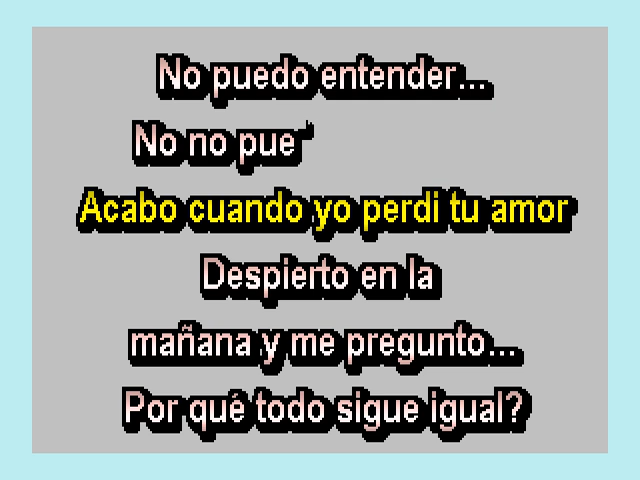 No puedo entender...
No no pue
Acabo cuando yo perdi tu amor
Despierto en la
mañana y me pregunto...
Por qué todo sigue igual?